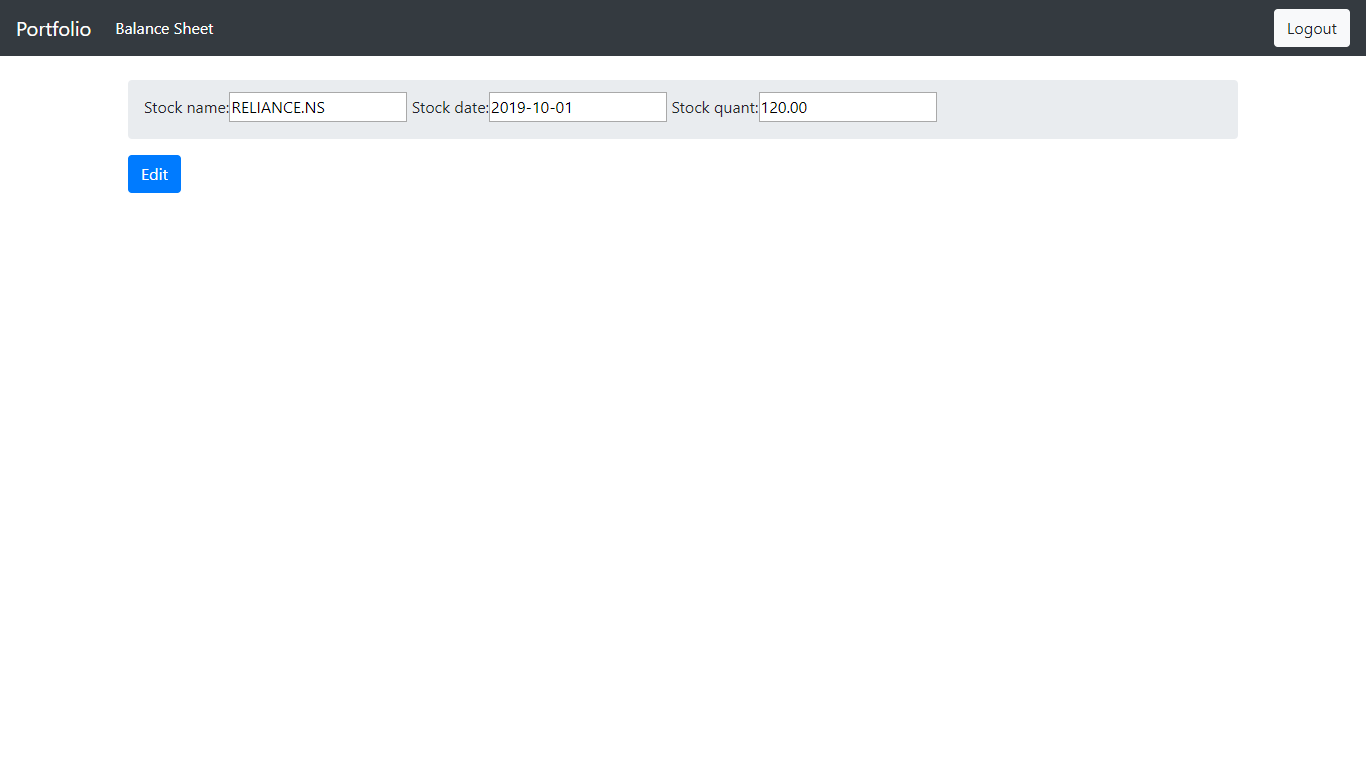 Portfolio Balance Sheet Logout
Stock name:RELIANCE.NS Stock date:2019-10-01 Stock quant:120.00
Edit